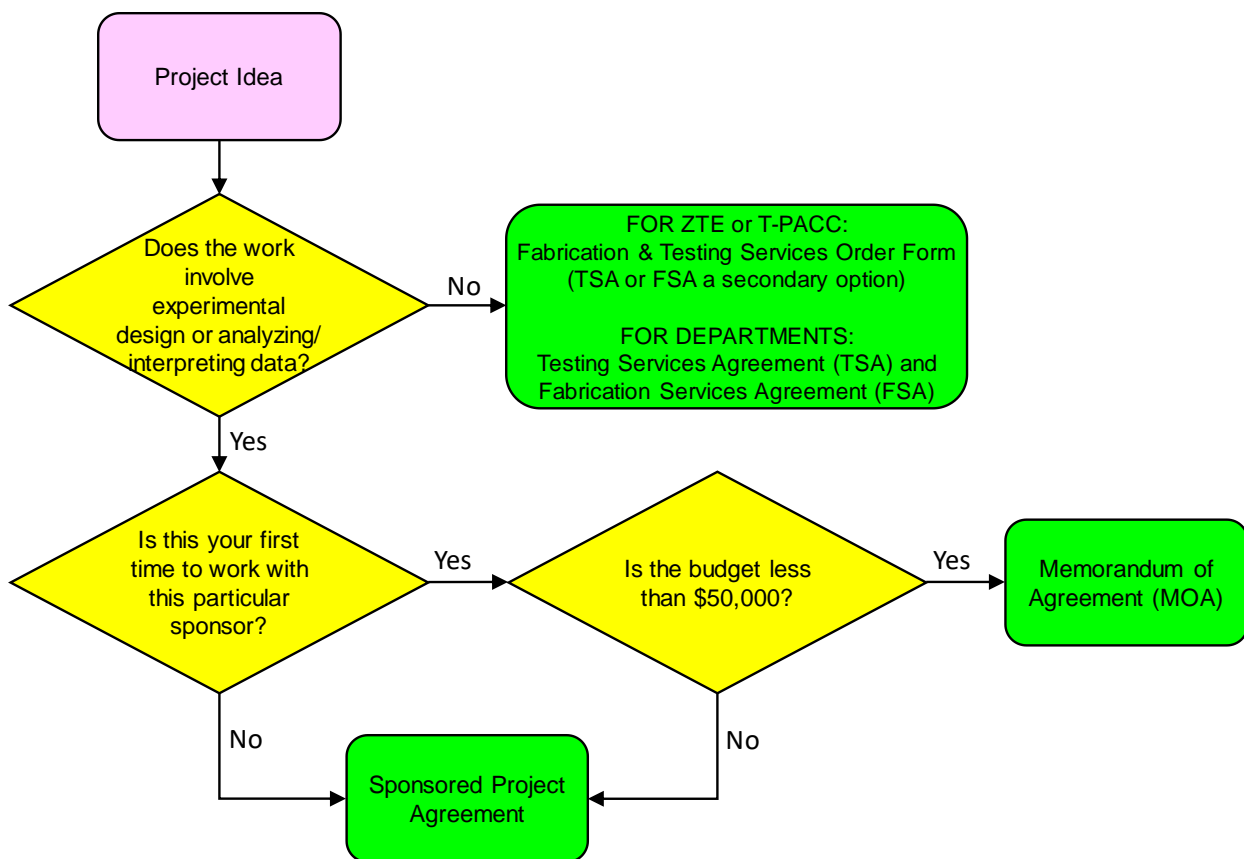 Project Idea
Does the work
involve
experimental
design or analyzing/
interpreting data?
No
FOR ZTE or T-PACC:
Fabrication & Testing Services Order Form
(TSA or FSA a secondary option)
FOR DEPARTMENTS:
Testing Services Agreement (TSA) and
Fabrication Services Agreement (FSA)
Yes
Is this your first
time to work with
this particular
sponsor?
Yes
Is the budget less
than $50,000?
Yes
Memorandum of
Agreement (MOA)
No
No
Sponsored Project
Agreement